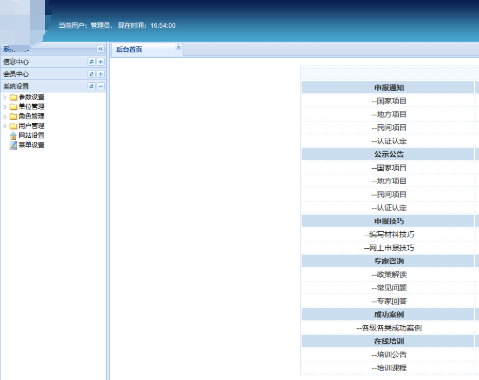 当前用户：管理员，现在时间：16:54:00
后台首页
信息中心
会员中心
系统设置
参数设置
单位管理
角色管理
用户管理
网站设置
菜单设置
申报通知
--国家项目
--地方项目
--民间项目
--认证认定
公示公告
--国家项目
--地方项目
--民间项目
--认证认定
申报技巧
--编写材料技巧
--网上申报技巧
专家咨询
--政策解读
--常见问题
--专家回答
成功案例
--各级各类成功案例
在线培训
--培训公告
--培训课程